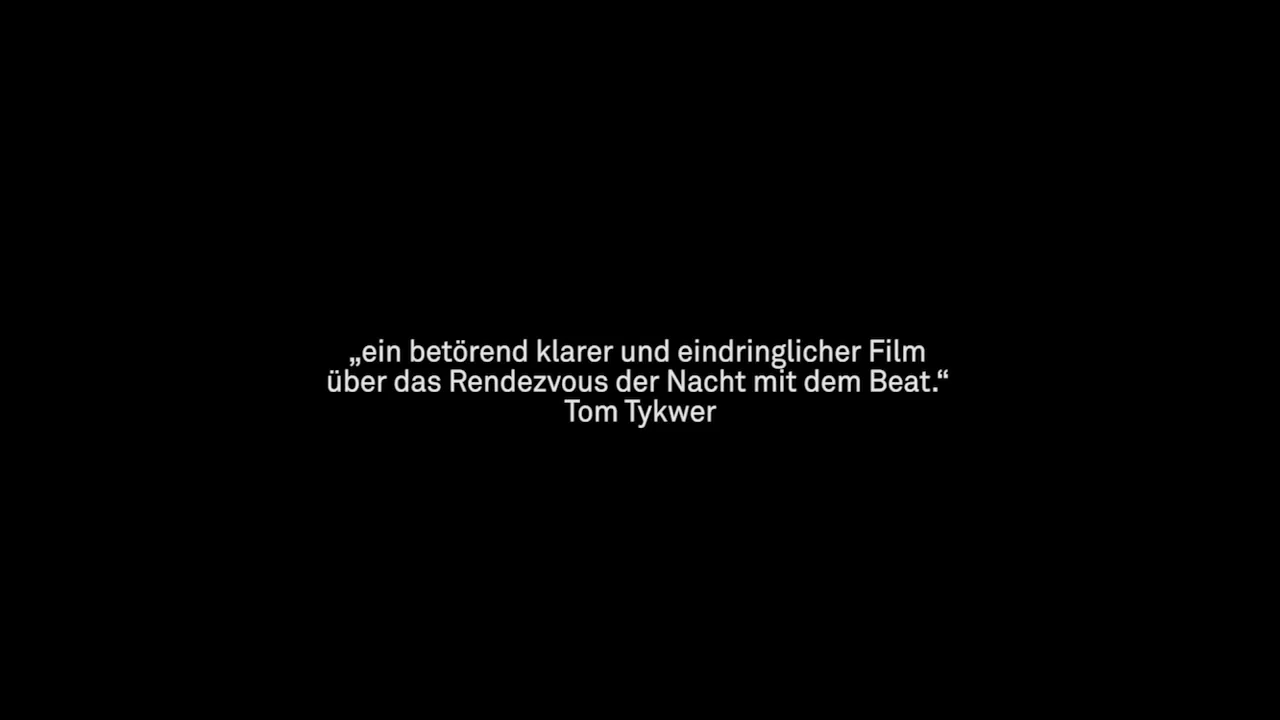 „ein betörend klarer und eindringlicher Film
über das Rendezvous der Nacht mit dem Beat.“
Tom Tykwer